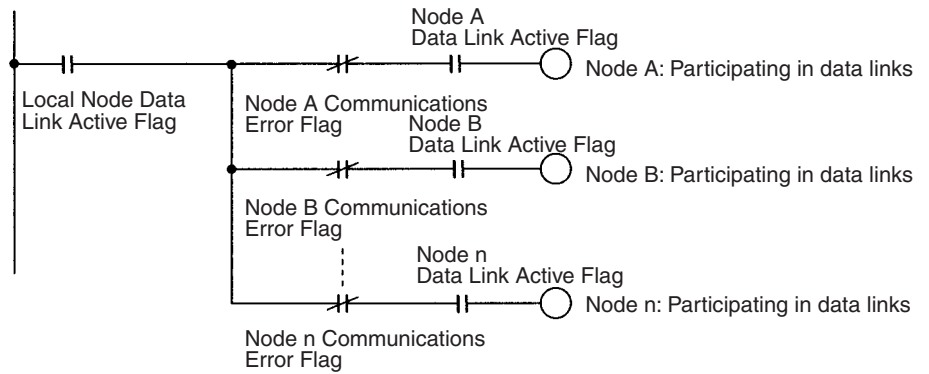 Node A
Data Link Active Flag
Node A: Participating in data links
Local Node Data
Link Active Flag
Node A Communications
Error Flag
Node B
Data Link Active Flag
Node B: Participating in data links
Node B Communications
Error Flag
Node n
Data Link Active Flag
Node n: Participating in data links
Node n Communications
Error Flag